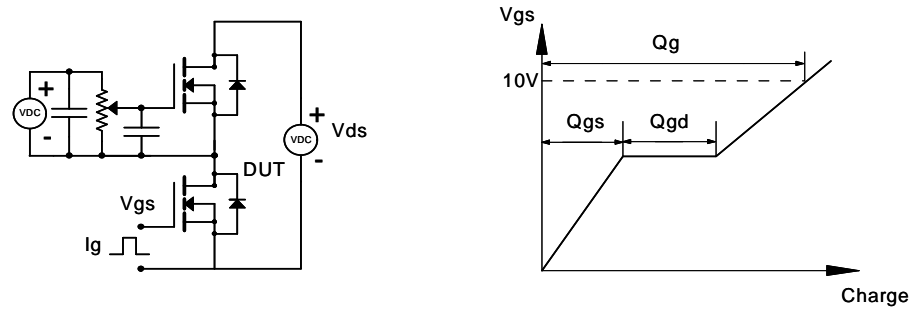 +
VDC
-
+
VDC
-
Vds
DUT
Vgs
Ig
Vgs
Qg
10V
Qgs
Qgd
Charge